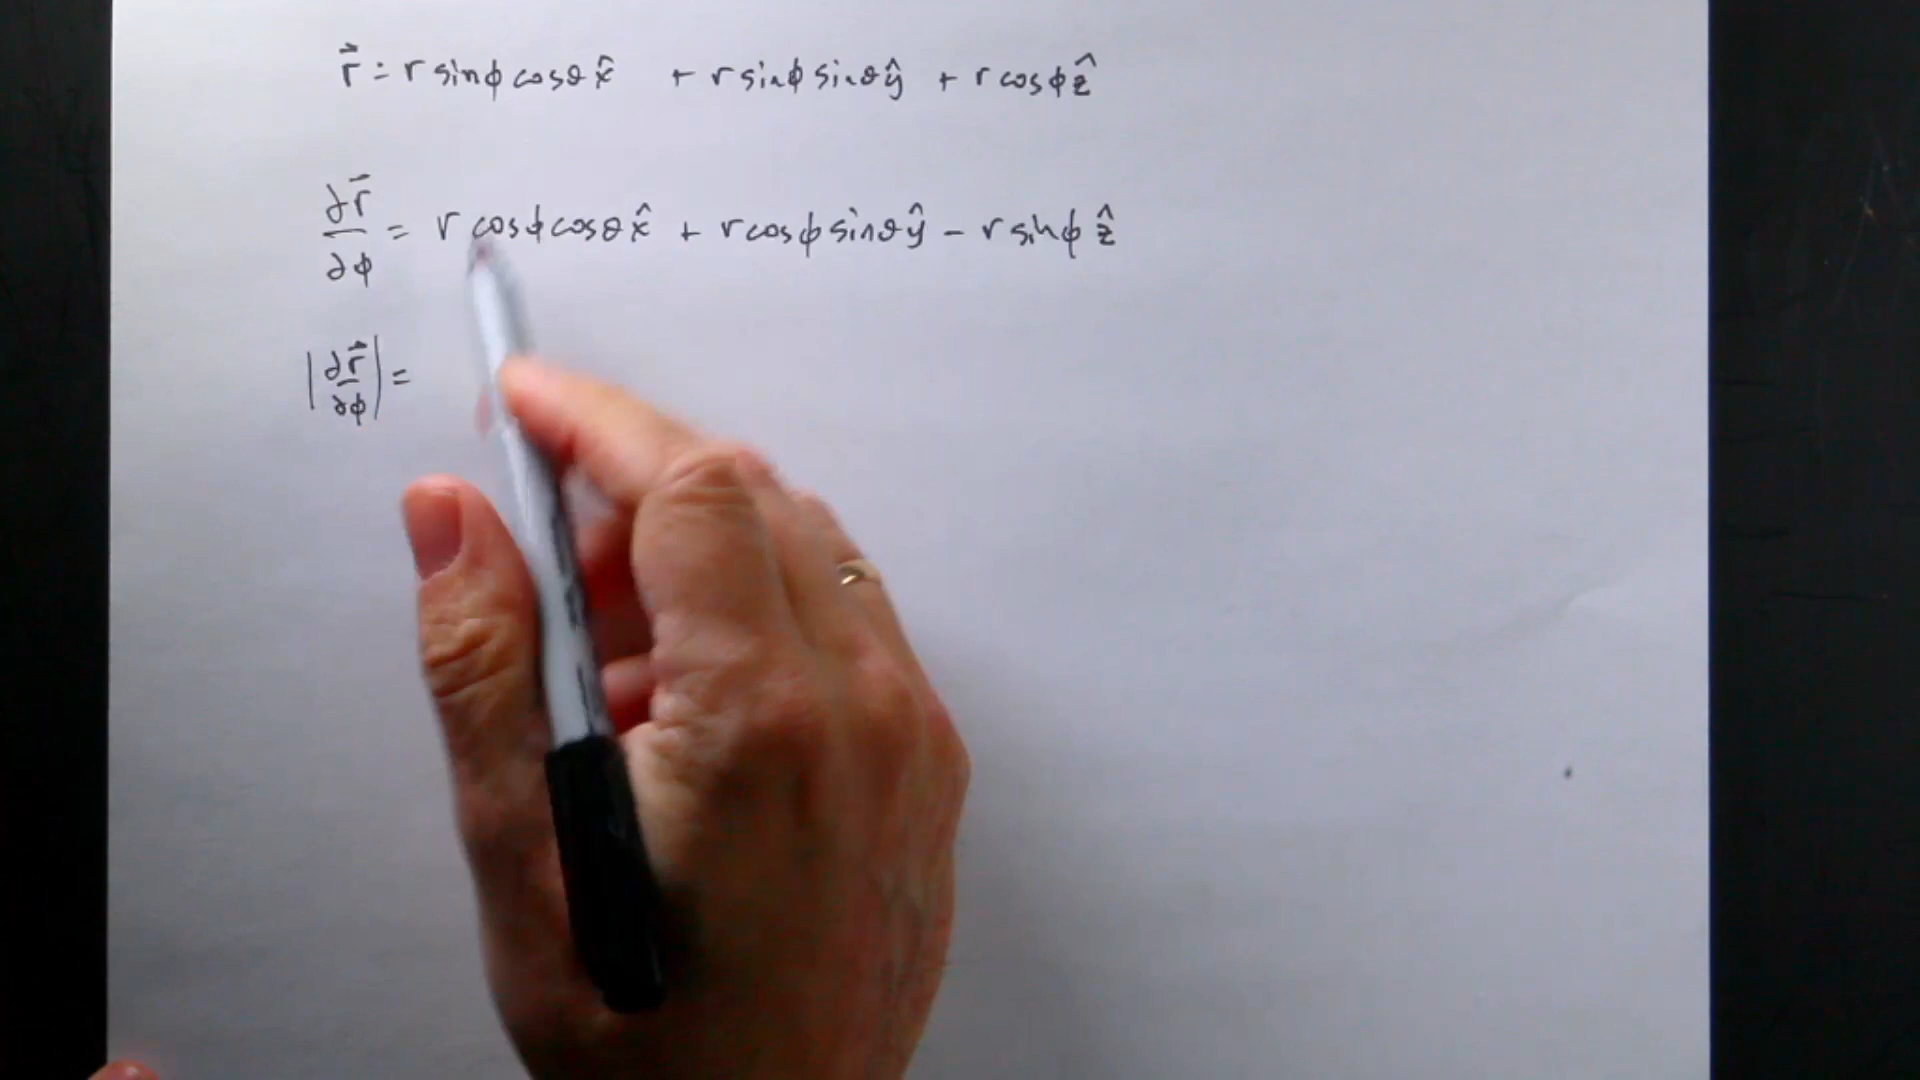 r⃗ = r sinϕ cosθ x̂ + r sinϕ sinθ ŷ + r cosϕ ẑ
∂r⃗/∂ϕ = r cosϕ cosθ x̂ + r cosϕ sinθ ŷ − r sinϕ ẑ
|∂r⃗/∂ϕ| =